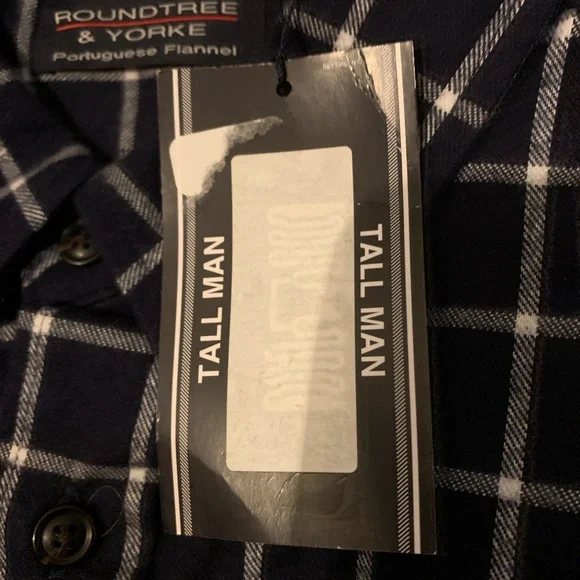 ROUNDTREE
& YORKE
Portuguese Flannel
TALL MAN
TALL MAN